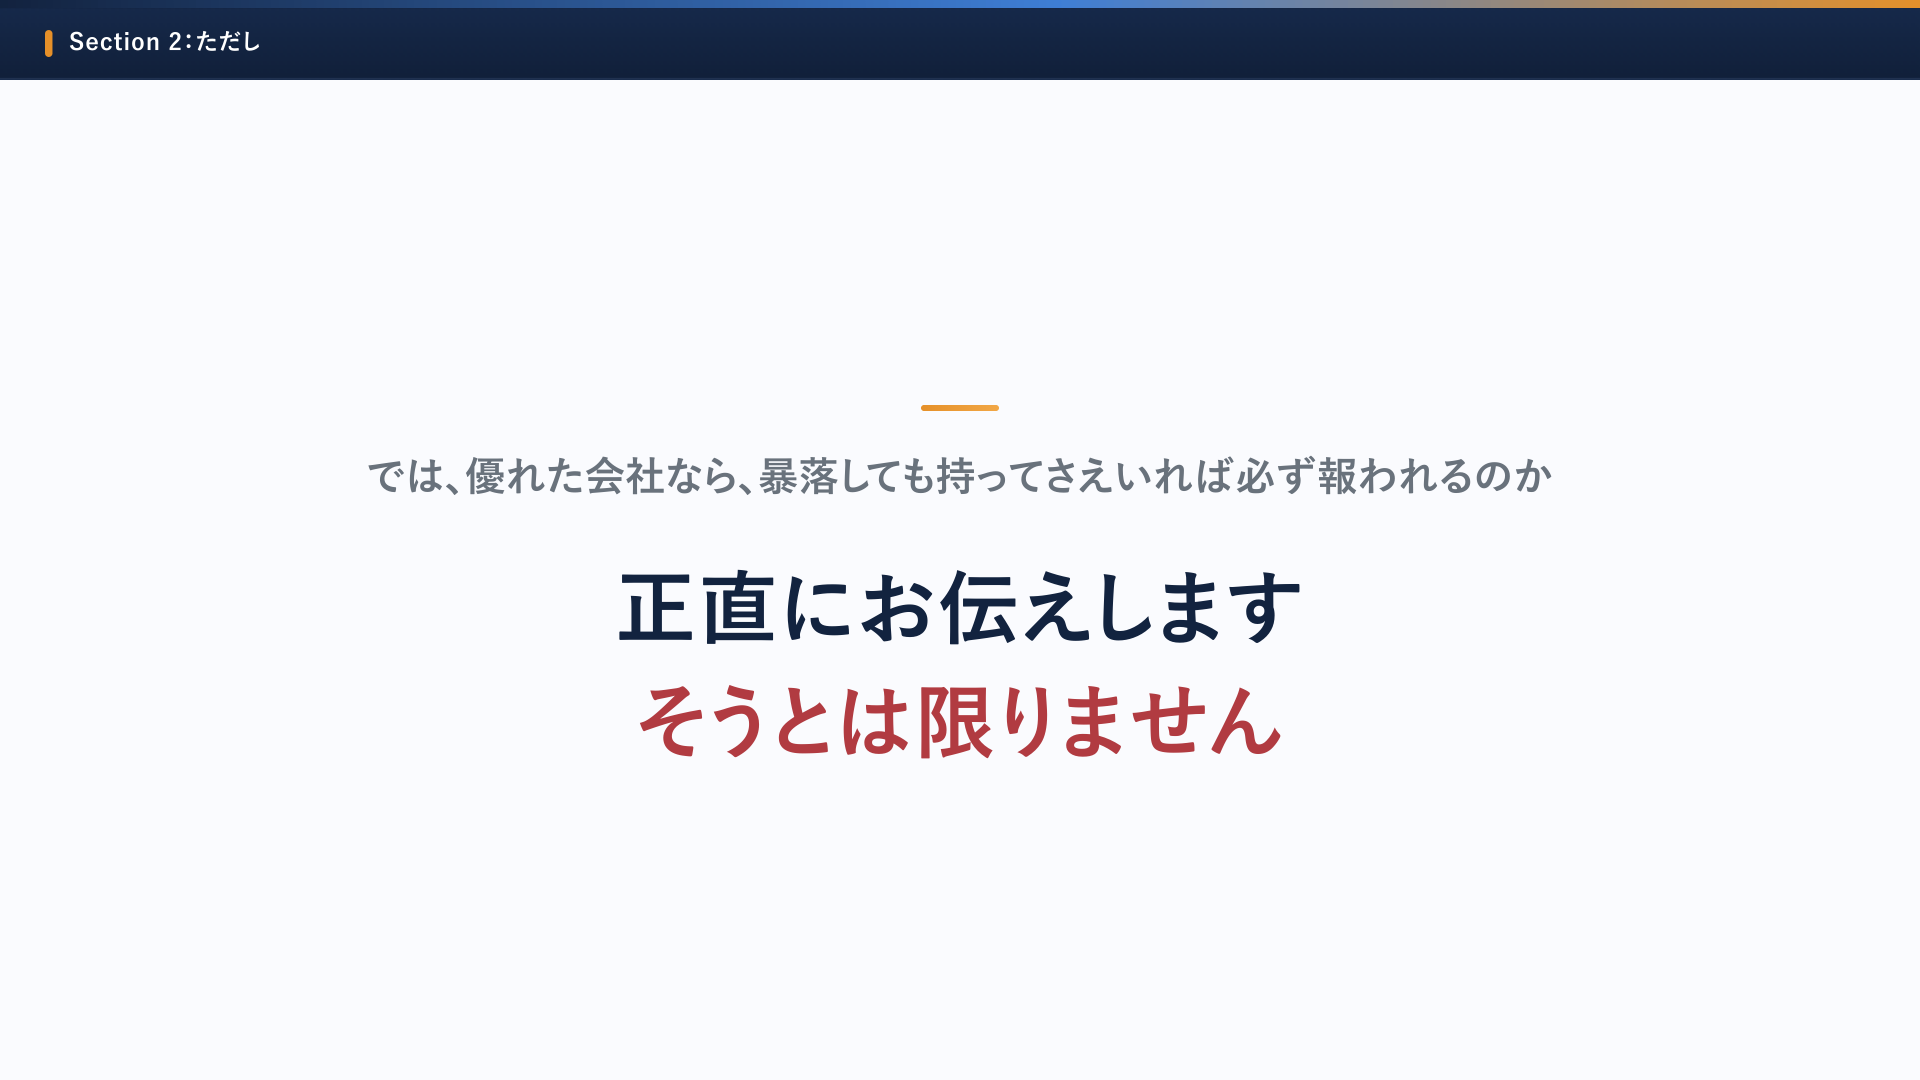 Section 2：ただし
では、優れた会社なら、暴落しても持ってさえいれば必ず報われるのか
正直にお伝えします
そうとは限りません